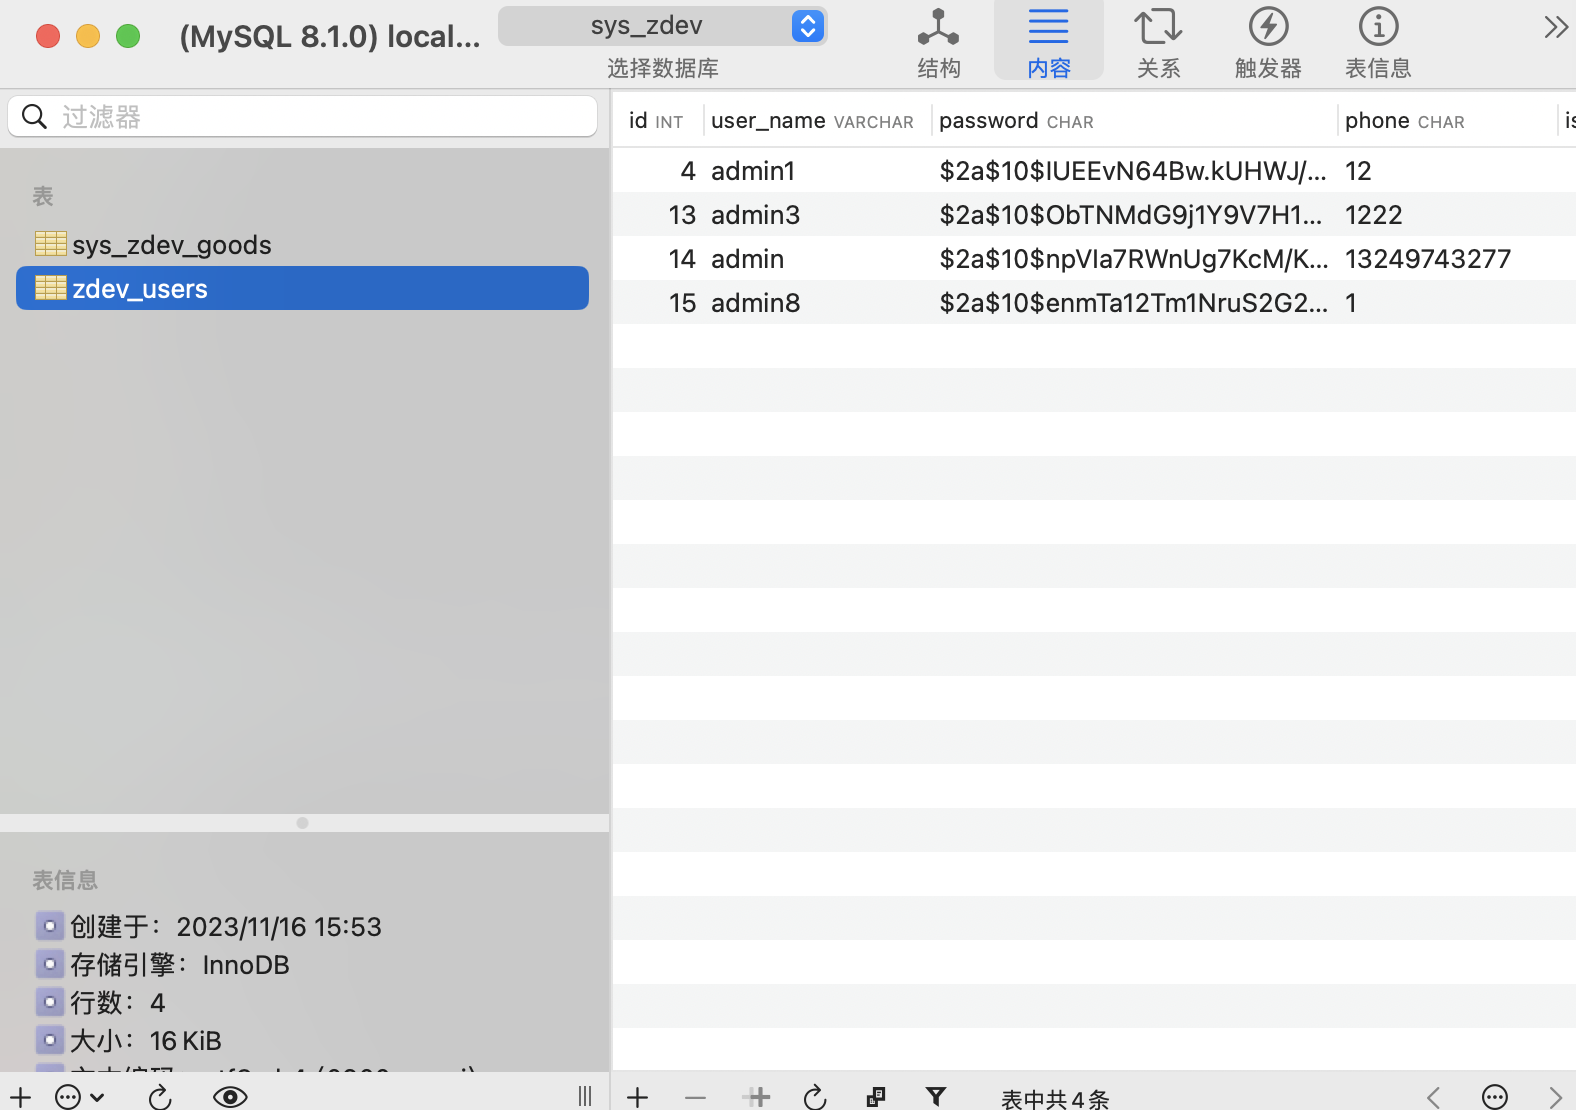 (MySQL 8.1.0) local...
sys_zdev
选择数据库
结构
内容
关系
触发器
表信息
过滤器
表
sys_zdev_goods
zdev_users
id INT user_name VARCHAR password CHAR phone CHAR is
4 admin1 $2a$10$IUEEvN64Bw.kUHWJ/... 12
13 admin3 $2a$10$ObTNMdG9j1Y9V7H1... 1222
14 admin $2a$10$npVIa7RWnUg7KcM/K... 13249743277
15 admin8 $2a$10$enmTa12Tm1NruS2G2... 1
表信息
创建于：2023/11/16 15:53
存储引擎：InnoDB
行数：4
大小：16 KiB
表中共 4 条